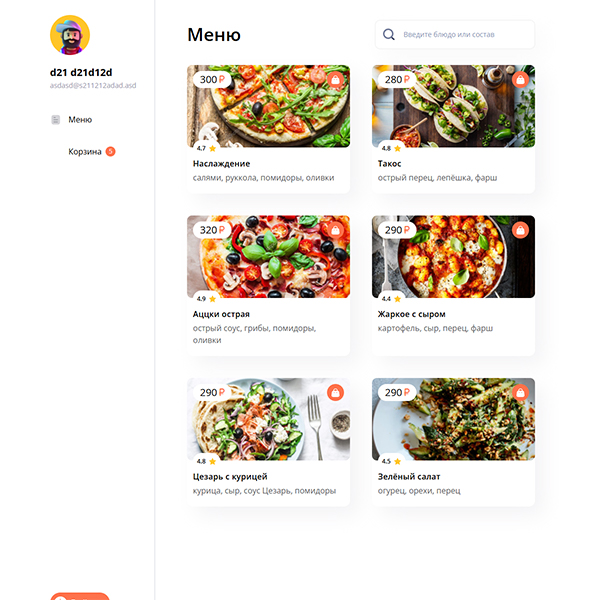 d21 d21d12d
asdasd@s211212adad.asd
Меню
Корзина
Меню
Введите блюдо или состав
300 ₽
4.7
Наслаждение
салями, руккола, помидоры, оливки
280 ₽
4.8
Такос
острый перец, лепёшка, фарш
320 ₽
4.9
Аццки острая
острый соус, грибы, помидоры,
оливки
290 ₽
4.4
Жаркое с сыром
картофель, сыр, перец, фарш
290 ₽
4.8
Цезарь с курицей
курица, сыр, соус Цезарь, помидоры
290 ₽
4.5
Зелёный салат
огурец, орехи, перец